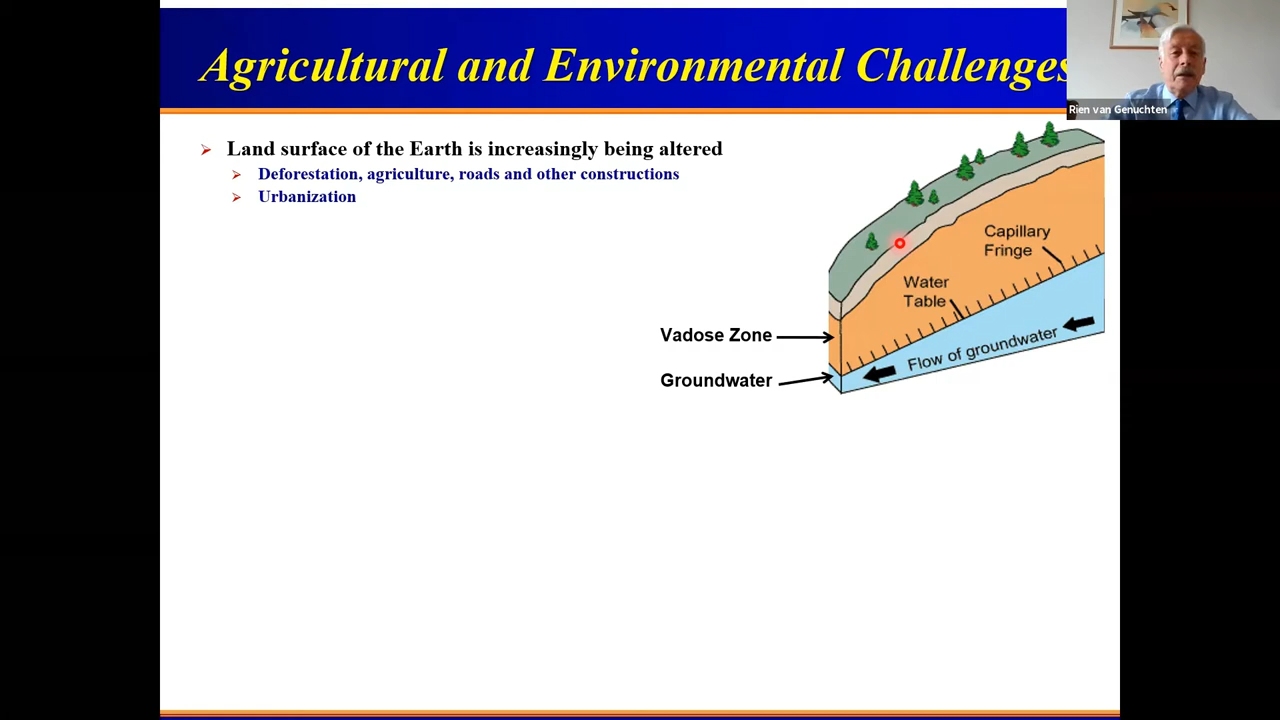 Agricultural and Environmental Challenges
Rien van Genuchten
Land surface of the Earth is increasingly being altered
Deforestation, agriculture, roads and other constructions
Urbanization
Capillary
Fringe
Water
Table
Vadose Zone
Flow of groundwater
Groundwater